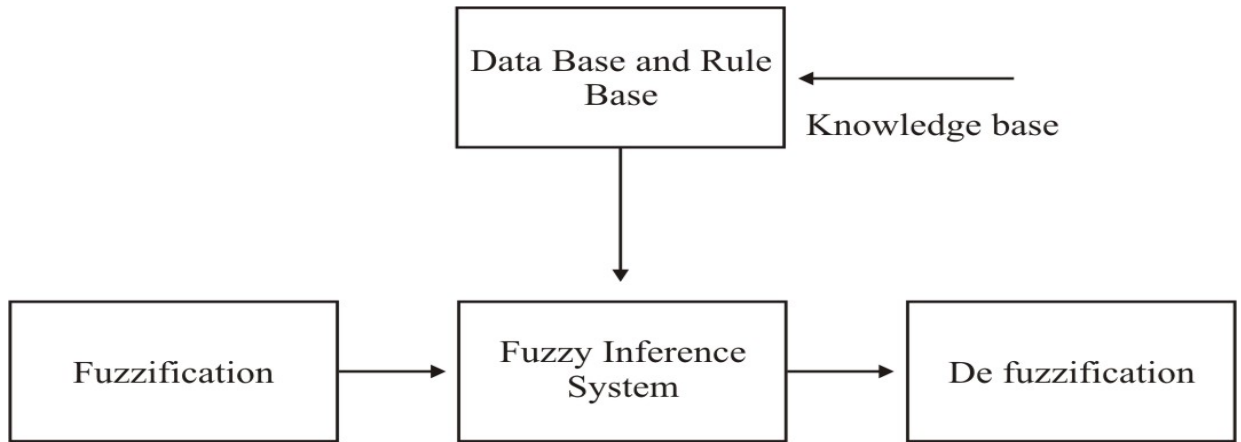 Data Base and Rule
Base
Knowledge base
Fuzzification
Fuzzy Inference
System
De fuzzification